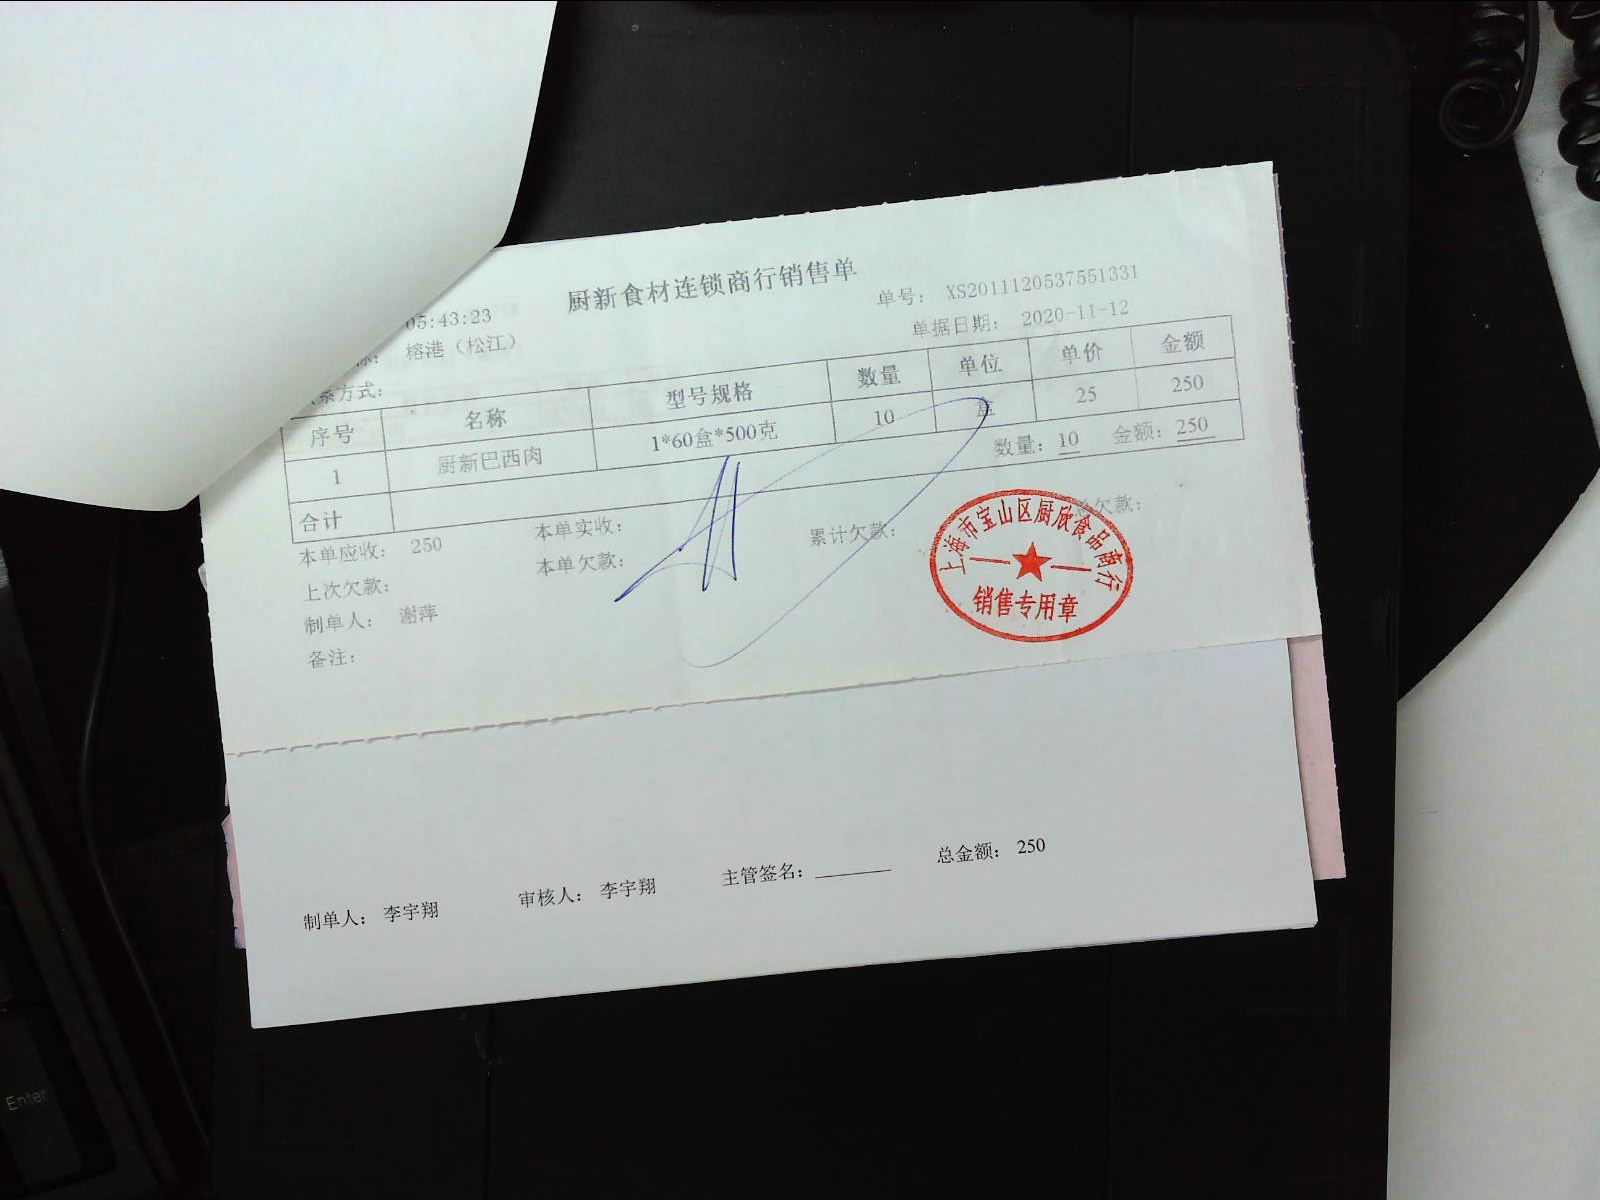 厨新食材连锁商行销售单
05:43:23
单号： XS2011120537551331
称： 榕港（松江）
单据日期： 2020-11-12
系方式：
序号 名称 型号规格 数量 单位 单价 金额
1 厨新巴西肉 1*60盒*500克 10 盒 25 250
合计 数量：10 金额：250
本单应收： 250 本单实收： 累计欠款： 总欠款：
上次欠款： 本单欠款：
制单人： 谢萍
备注：
上海市宝山区厨欣食品商行
销售专用章
制单人： 李宇翔 审核人： 李宇翔 主管签名：________ 总金额： 250
Enter